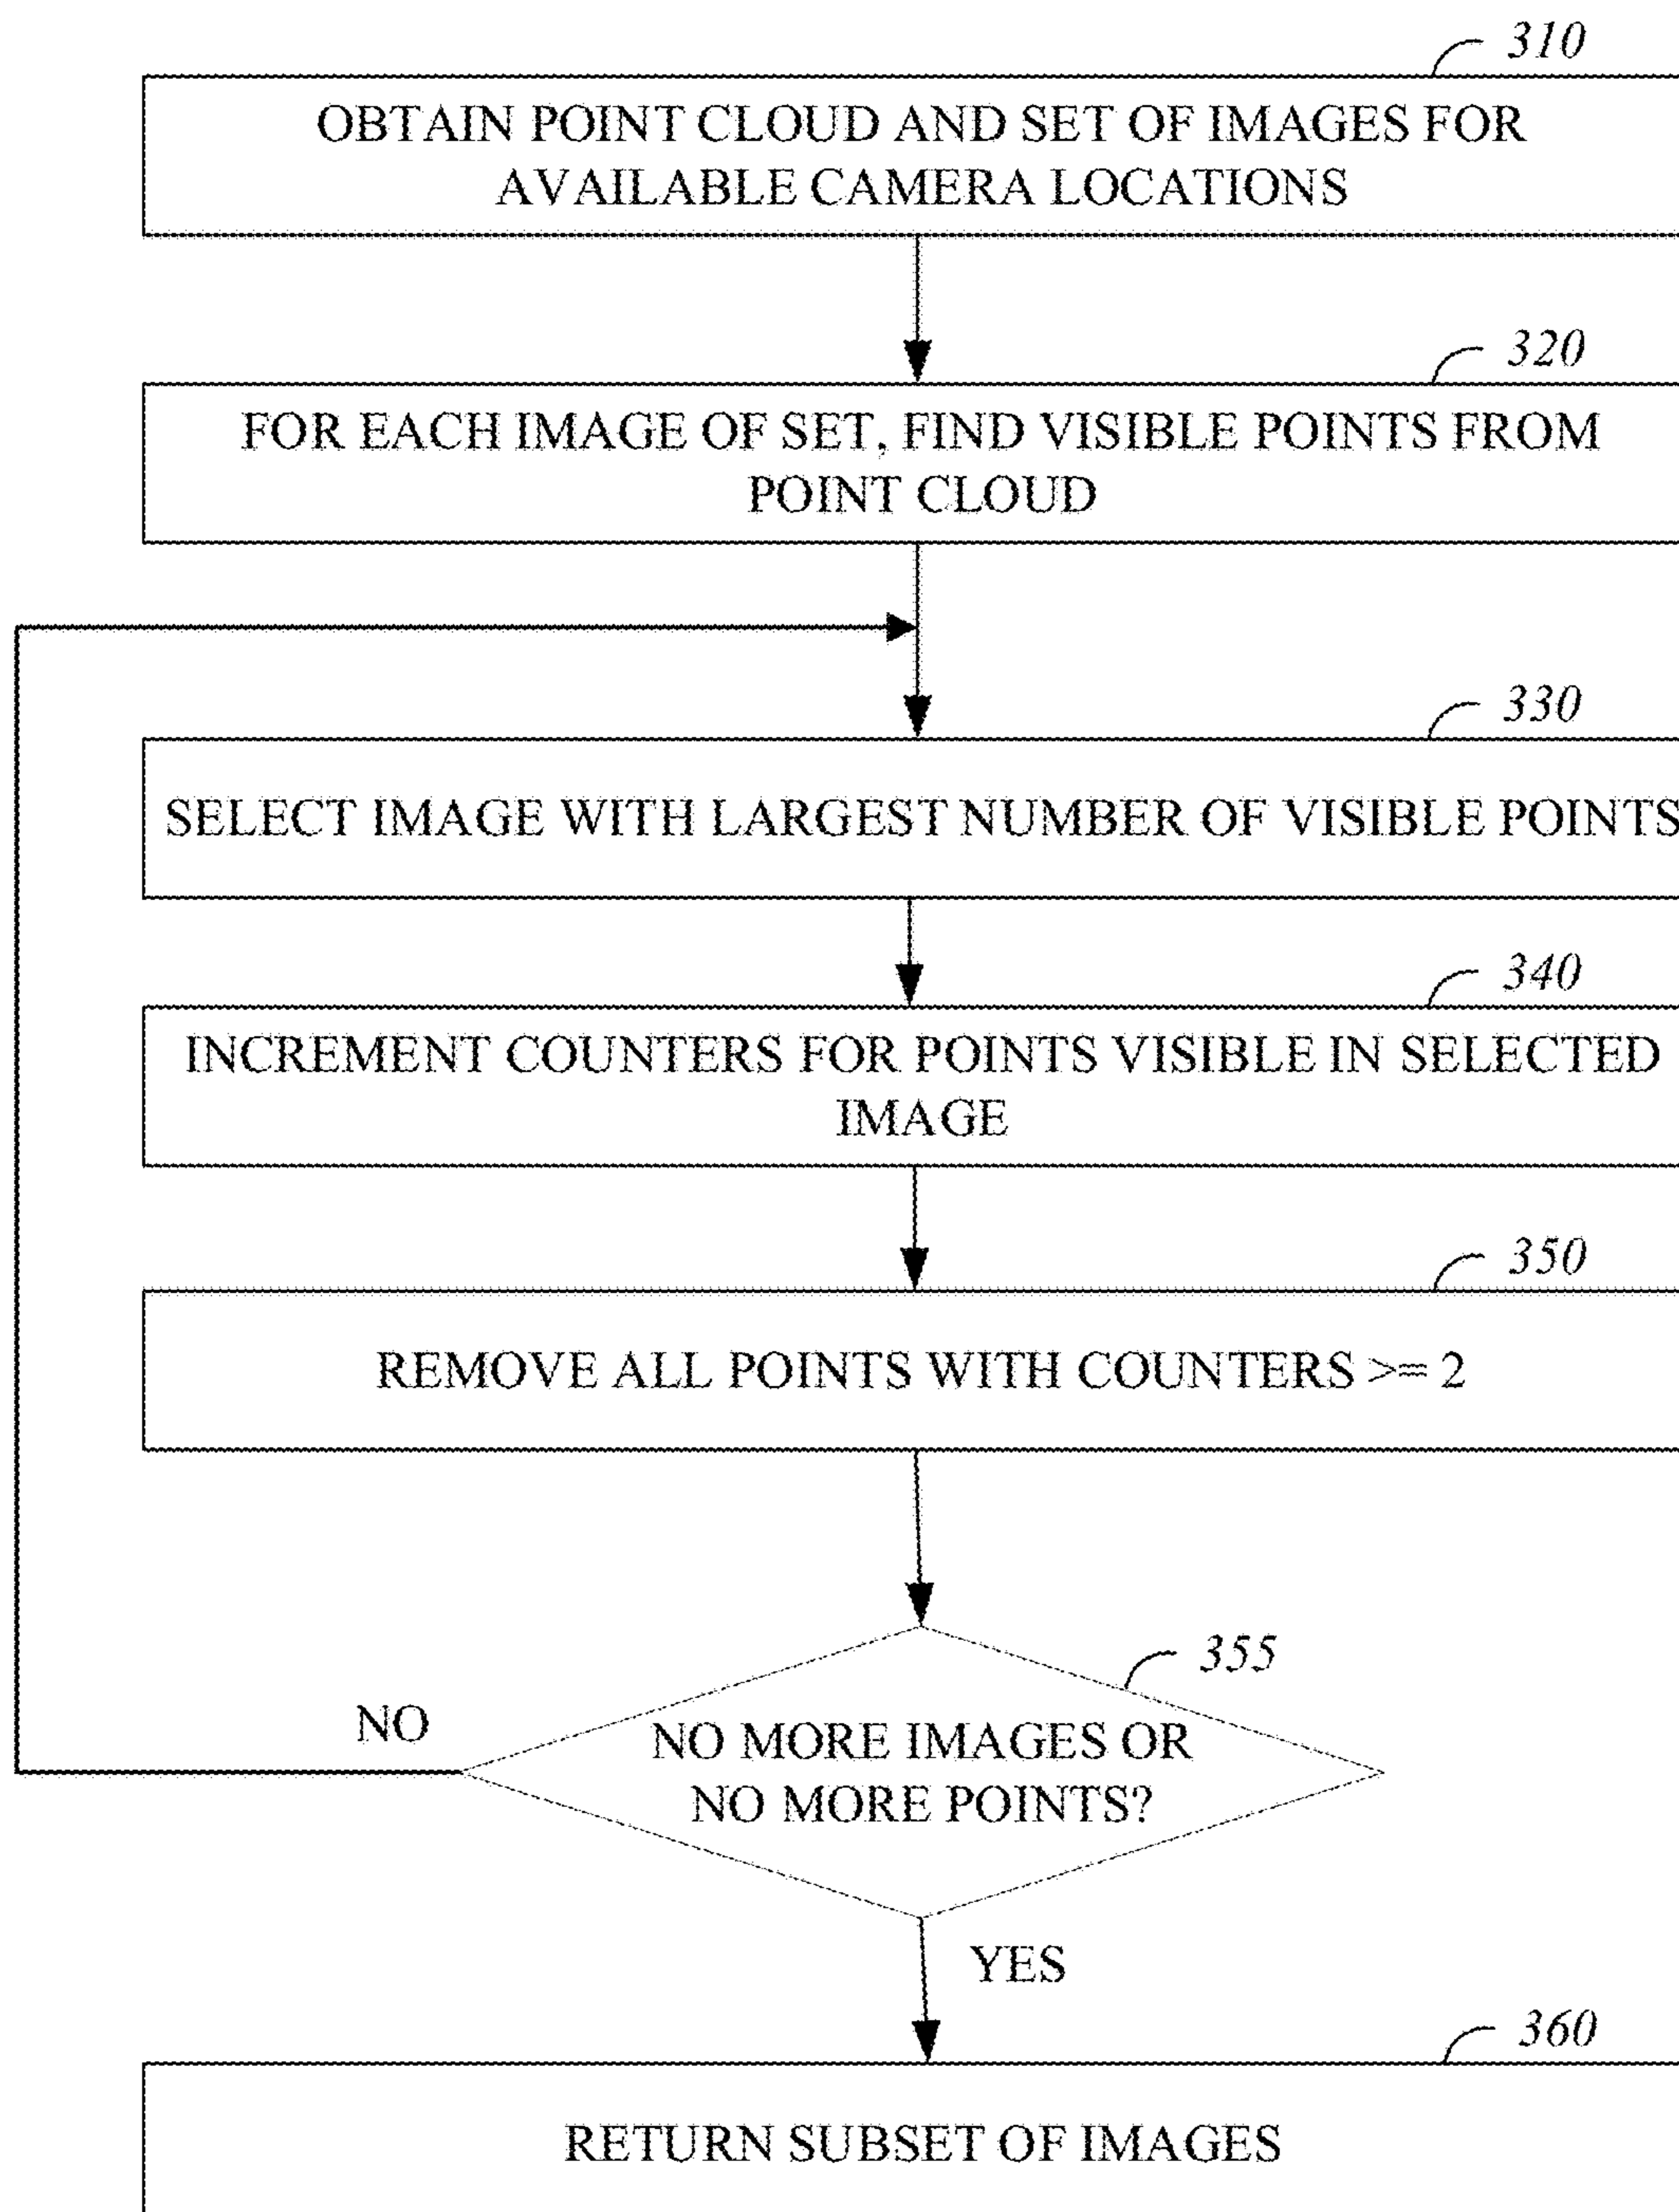 310
OBTAIN POINT CLOUD AND SET OF IMAGES FOR
AVAILABLE CAMERA LOCATIONS
320
FOR EACH IMAGE OF SET, FIND VISIBLE POINTS FROM
POINT CLOUD
330
SELECT IMAGE WITH LARGEST NUMBER OF VISIBLE POINTS
340
INCREMENT COUNTERS FOR POINTS VISIBLE IN SELECTED
IMAGE
350
REMOVE ALL POINTS WITH COUNTERS >= 2
355
NO
NO MORE IMAGES OR
NO MORE POINTS?
YES
360
RETURN SUBSET OF IMAGES